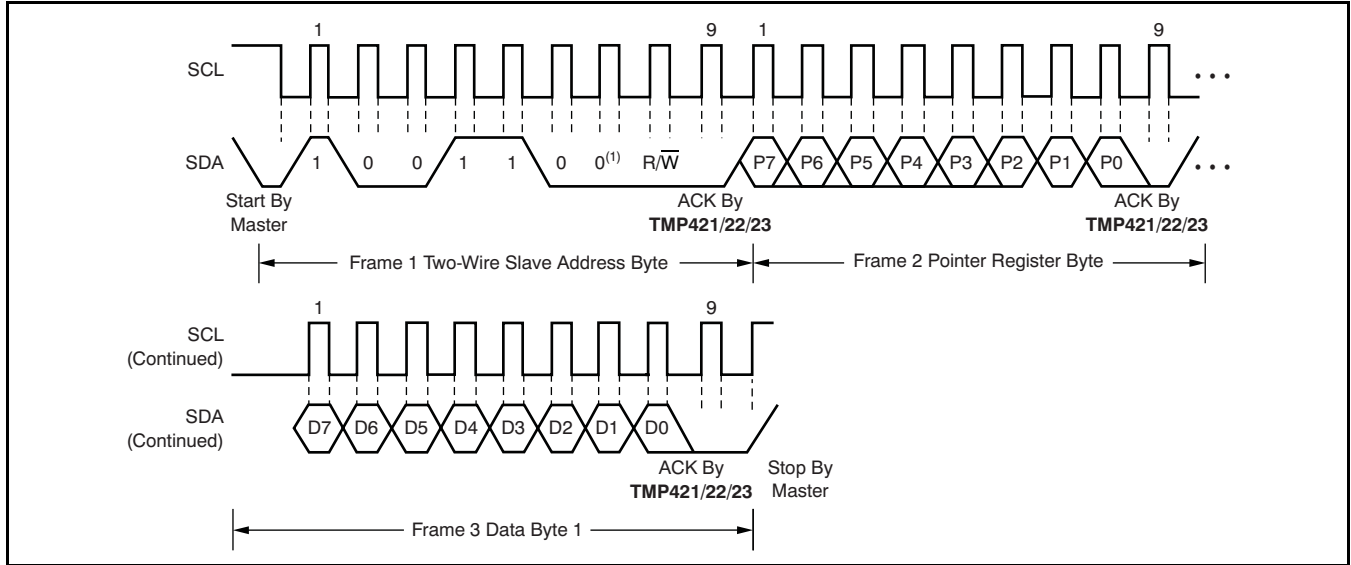 1 9 1 9
SCL ...
SDA 1 0 0 1 1 0 0(1) R/W̅ P7 P6 P5 P4 P3 P2 P1 P0 ...
Start By Master ACK By TMP421/22/23 ACK By TMP421/22/23
Frame 1 Two-Wire Slave Address Byte Frame 2 Pointer Register Byte
1 9
SCL (Continued)
SDA (Continued) D7 D6 D5 D4 D3 D2 D1 D0
ACK By TMP421/22/23 Stop By Master
Frame 3 Data Byte 1